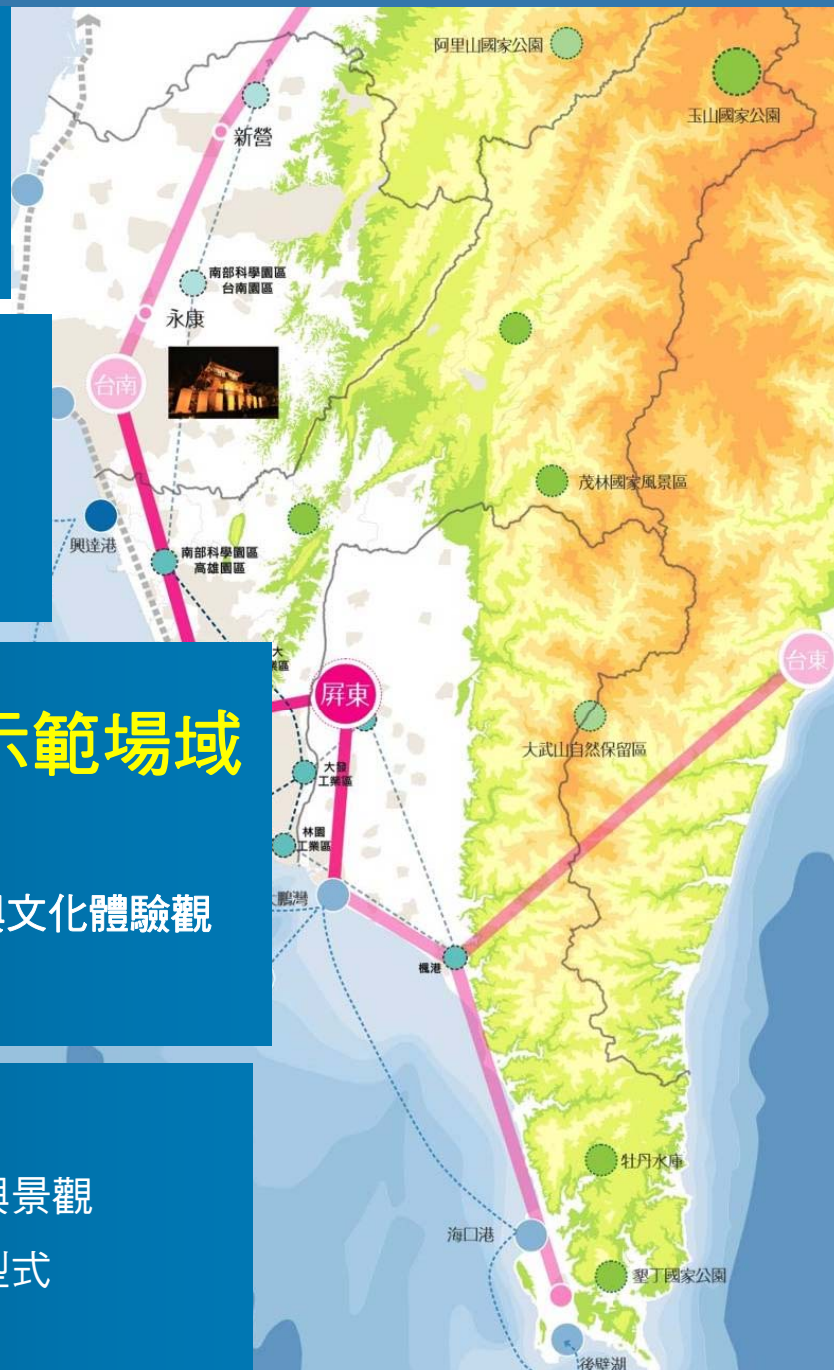 阿里山國家公園
玉山國家公園
新營
南部科學園區
台南園區
永康
台南
茂林國家風景區
興達港
南部科學園區
高雄園區
大
業區
屏東
台東
示範場域
大武山自然保留區
大發
工業區
林園
工業區
大鵬灣
與文化體驗觀
楓港
與景觀
型式
牡丹水庫
海口港
墾丁國家公園
後壁湖